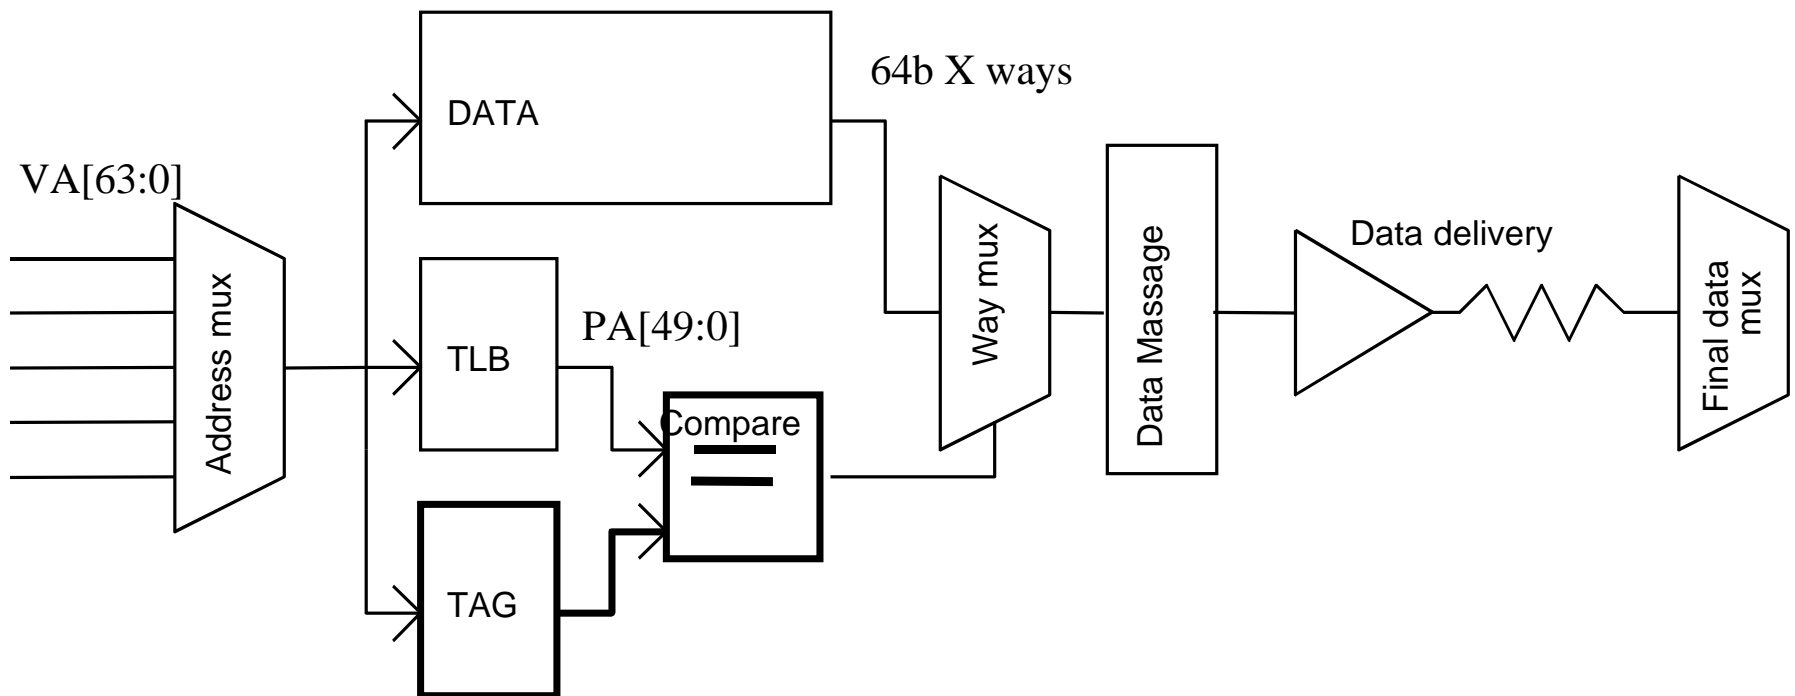 64b X ways
DATA
VA[63:0]
Address mux
TLB
PA[49:0]
Compare
TAG
Way mux
Data Massage
Data delivery
Final data
mux